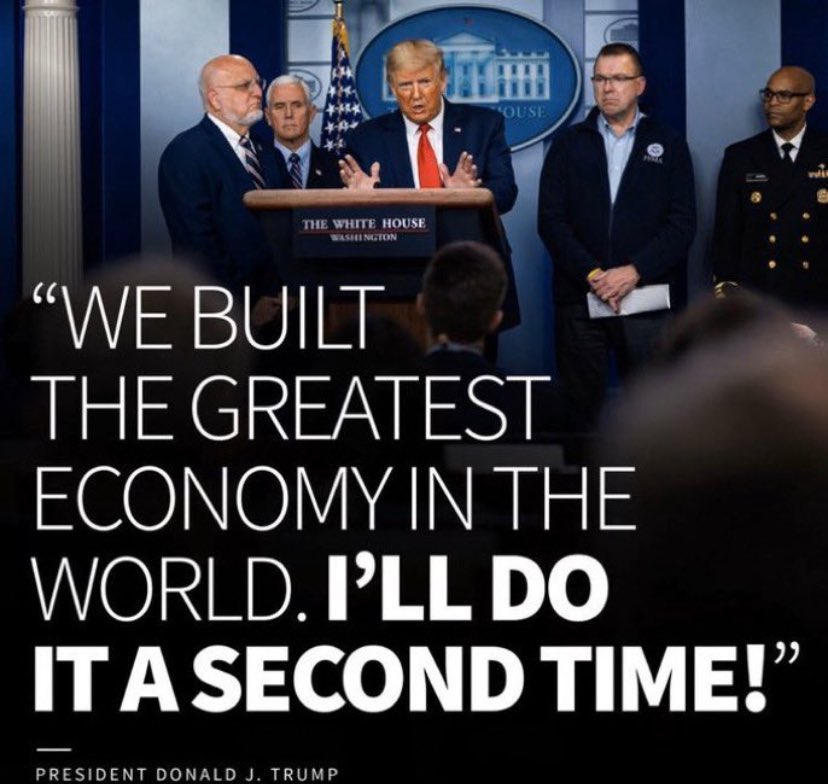 HOUSE
FEMA
THE WHITE HOUSE
WASHINGTON
“WE BUILT
THE GREATEST
ECONOMY IN THE
WORLD. I’LL DO
IT A SECOND TIME!”
PRESIDENT DONALD J. TRUMP